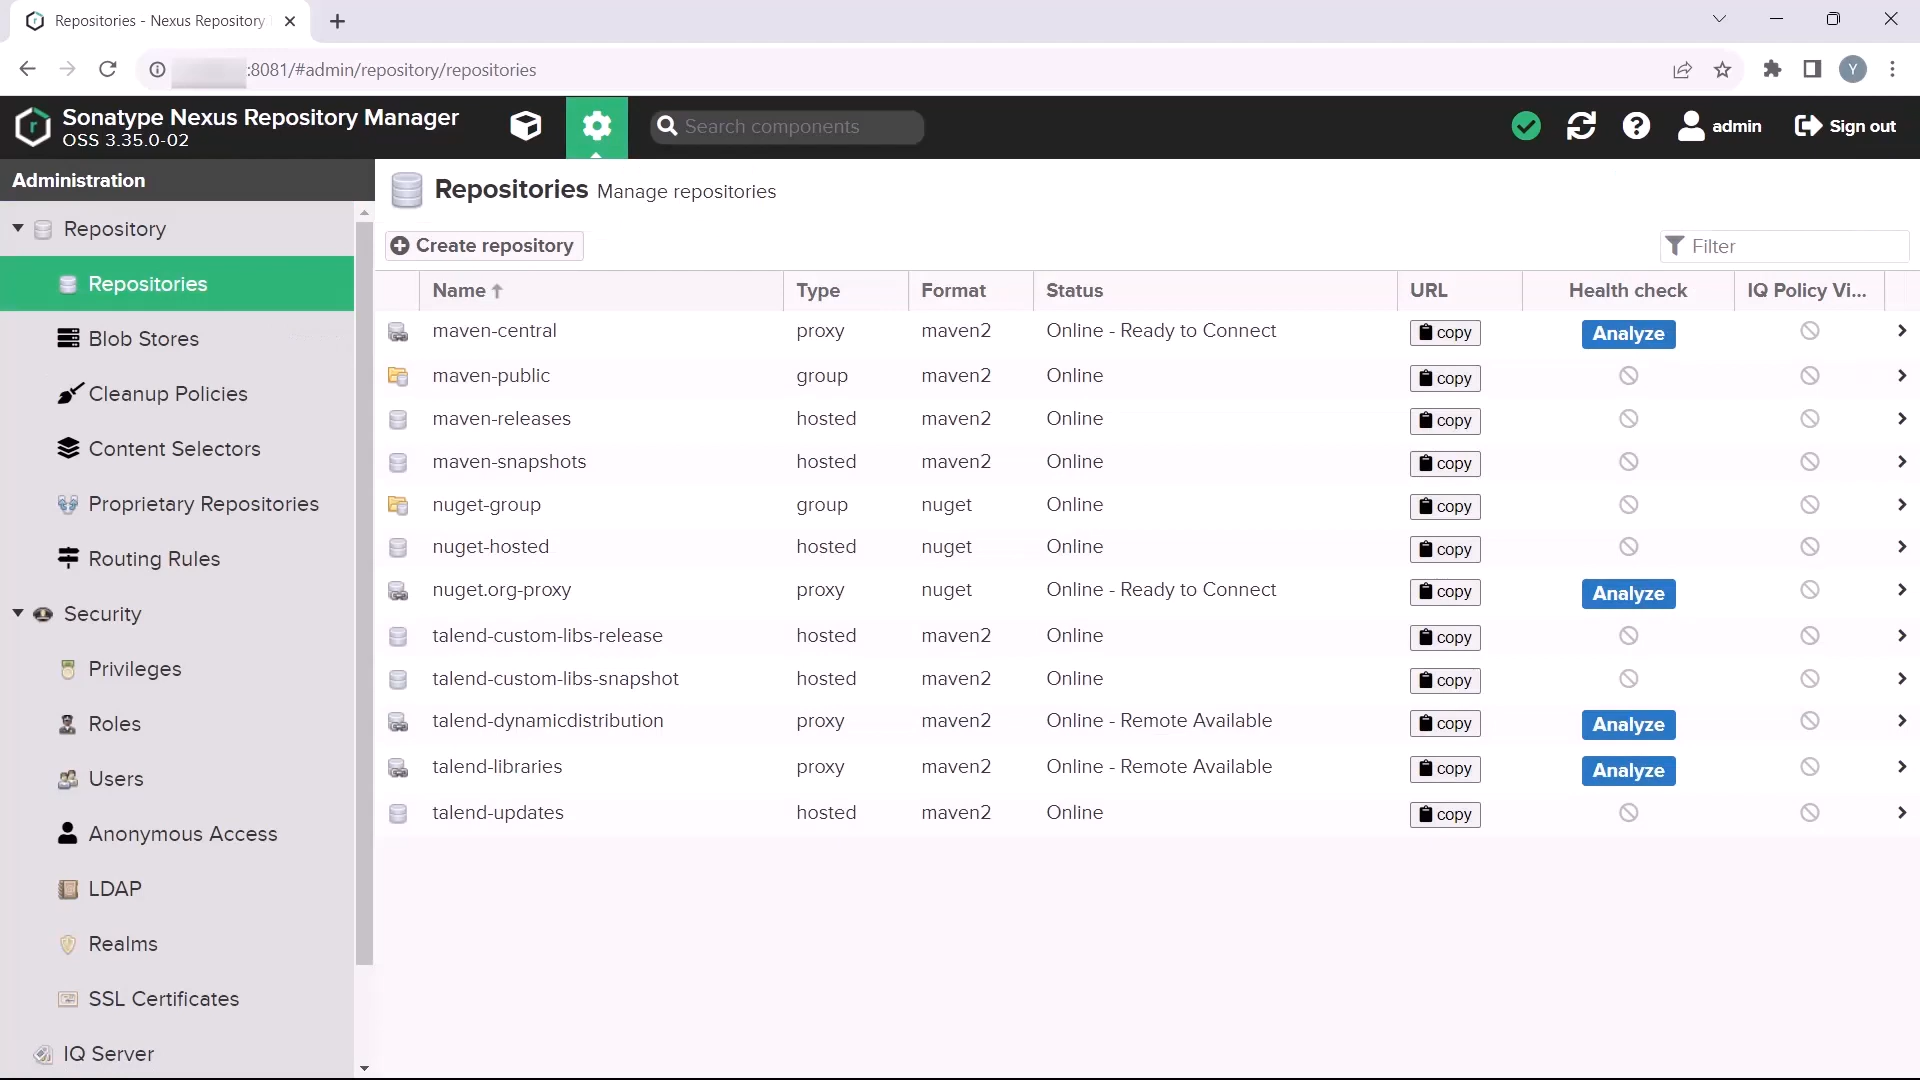 Repositories - Nexus Repository
:8081/#admin/repository/repositories
Y
Sonatype Nexus Repository Manager
OSS 3.35.0-02
Search components
admin
Sign out
Administration
Repository
Repositories
Blob Stores
Cleanup Policies
Content Selectors
Proprietary Repositories
Routing Rules
Security
Privileges
Roles
Users
Anonymous Access
LDAP
Realms
SSL Certificates
IQ Server
Repositories Manage repositories
Create repository
Filter
Name Type Format Status URL Health check IQ Policy Vi...
maven-central proxy maven2 Online - Ready to Connect copy Analyze
maven-public group maven2 Online copy
maven-releases hosted maven2 Online copy
maven-snapshots hosted maven2 Online copy
nuget-group group nuget Online copy
nuget-hosted hosted nuget Online copy
nuget.org-proxy proxy nuget Online - Ready to Connect copy Analyze
talend-custom-libs-release hosted maven2 Online copy
talend-custom-libs-snapshot hosted maven2 Online copy
talend-dynamicdistribution proxy maven2 Online - Remote Available copy Analyze
talend-libraries proxy maven2 Online - Remote Available copy Analyze
talend-updates hosted maven2 Online copy